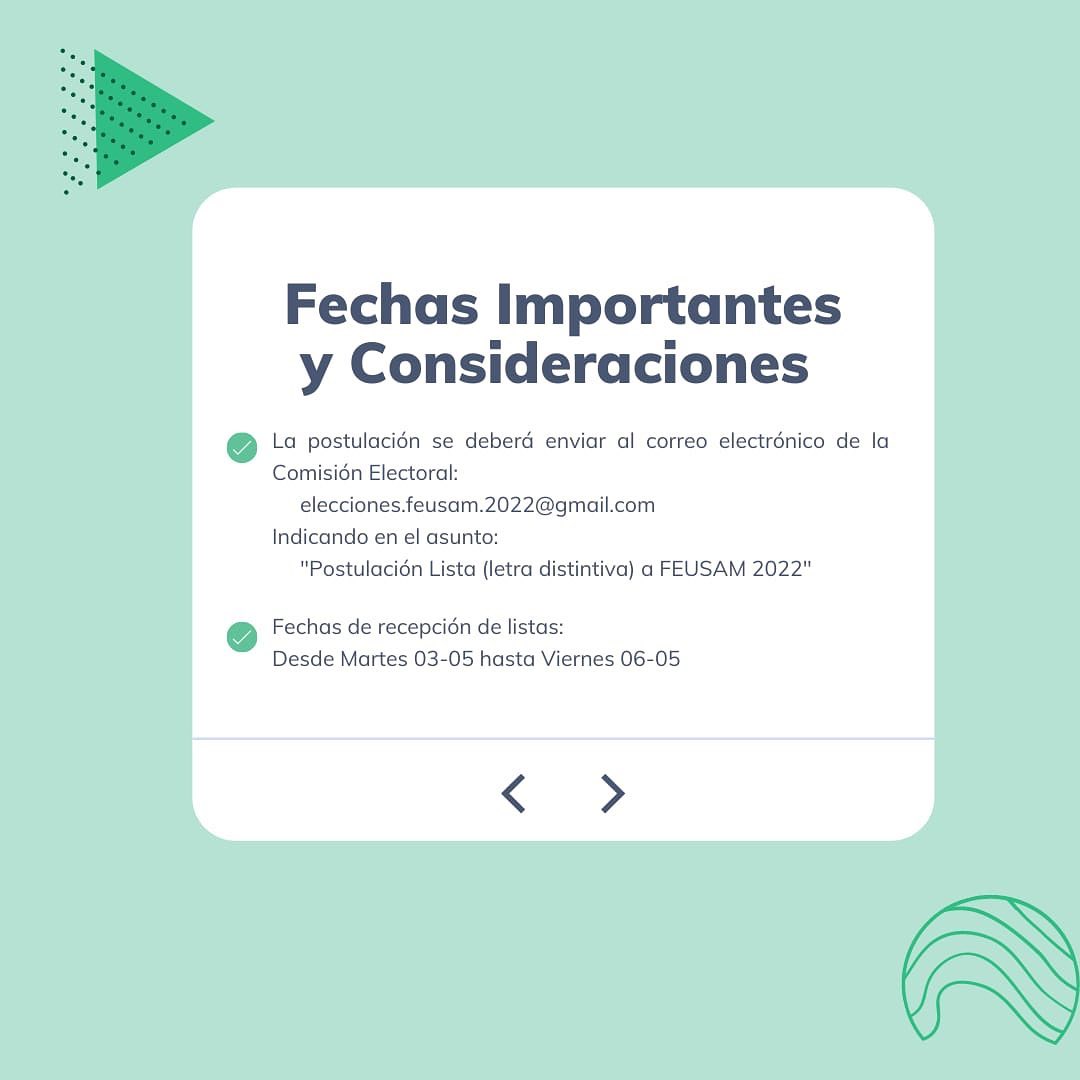 Fechas Importantes
y Consideraciones
La postulación se deberá enviar al correo electrónico de la
Comisión Electoral:
elecciones.feusam.2022@gmail.com
Indicando en el asunto:
"Postulación Lista (letra distintiva) a FEUSAM 2022"
Fechas de recepción de listas:
Desde Martes 03-05 hasta Viernes 06-05